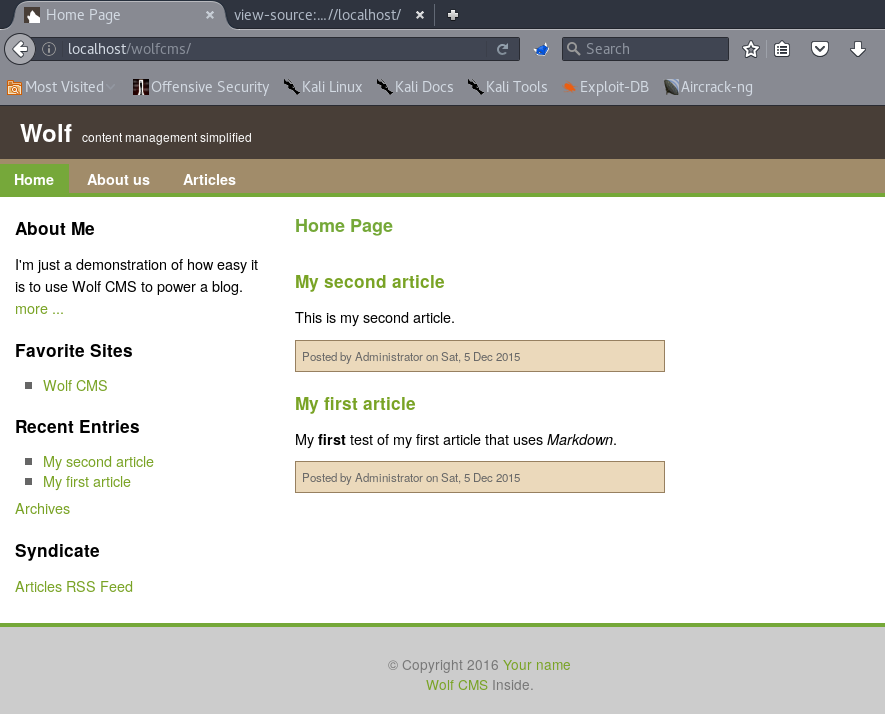 Home Page
view-source:...//localhost/
localhost/wolfcms/
Search
Most Visited
Offensive Security
Kali Linux
Kali Docs
Kali Tools
Exploit-DB
Aircrack-ng
Wolf content management simplified
Home
About us
Articles
About Me
I'm just a demonstration of how easy it
is to use Wolf CMS to power a blog.
more ...
Favorite Sites
Wolf CMS
Recent Entries
My second article
My first article
Archives
Syndicate
Articles RSS Feed
Home Page
My second article
This is my second article.
Posted by Administrator on Sat, 5 Dec 2015
My first article
My first test of my first article that uses Markdown.
Posted by Administrator on Sat, 5 Dec 2015
© Copyright 2016 Your name
Wolf CMS Inside.